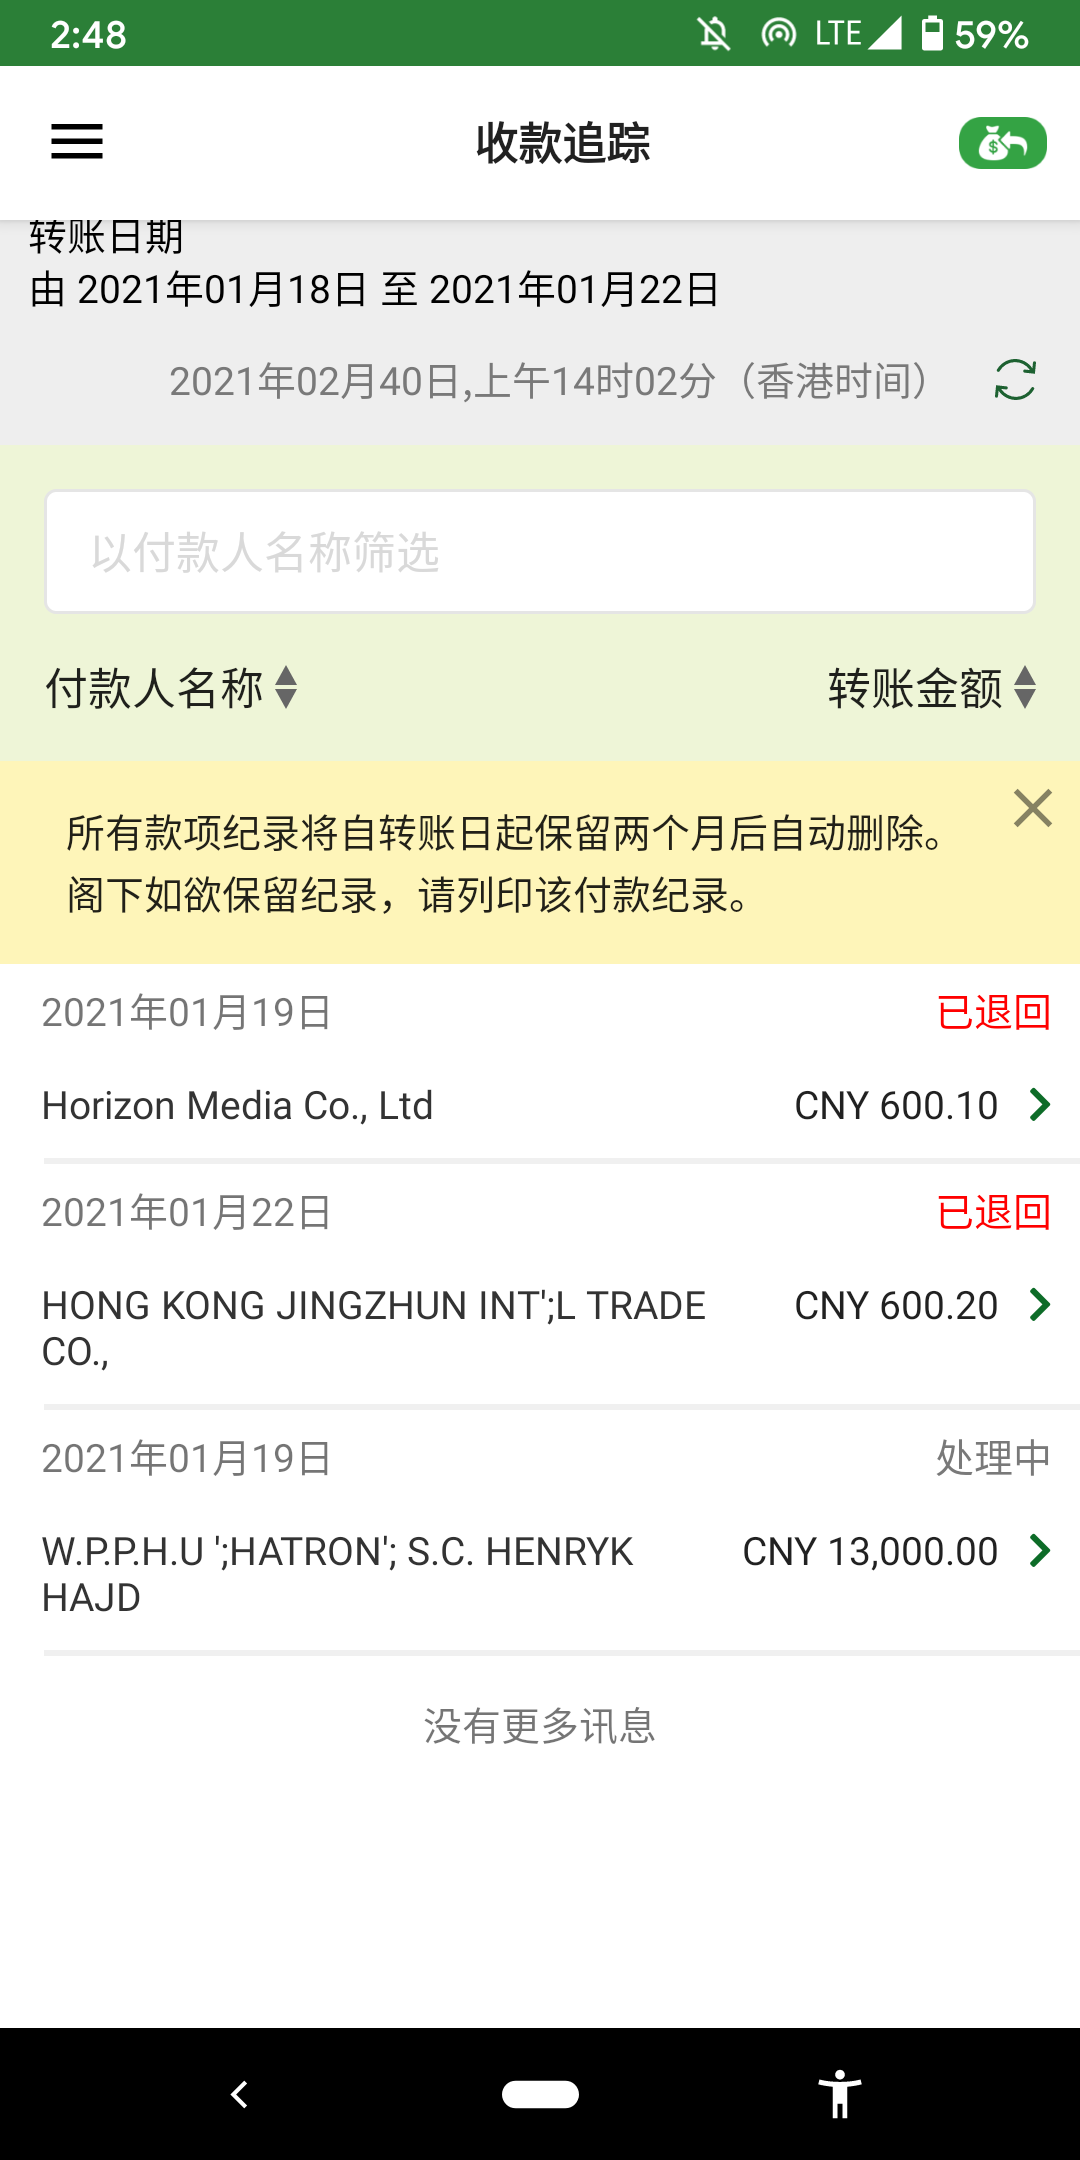 2:48
LTE 59%
收款追踪
转账日期
由 2021年01月18日 至 2021年01月22日
2021年02月40日,上午14时02分（香港时间）
以付款人名称筛选
付款人名称 转账金额
所有款项纪录将自转账日起保留两个月后自动删除。
阁下如欲保留纪录，请列印该付款纪录。
2021年01月19日 已退回
Horizon Media Co., Ltd CNY 600.10
2021年01月22日 已退回
HONG KONG JINGZHUN INT';L TRADE CNY 600.20
CO.,
2021年01月19日 处理中
W.P.P.H.U ';HATRON'; S.C. HENRYK CNY 13,000.00
HAJD
没有更多讯息